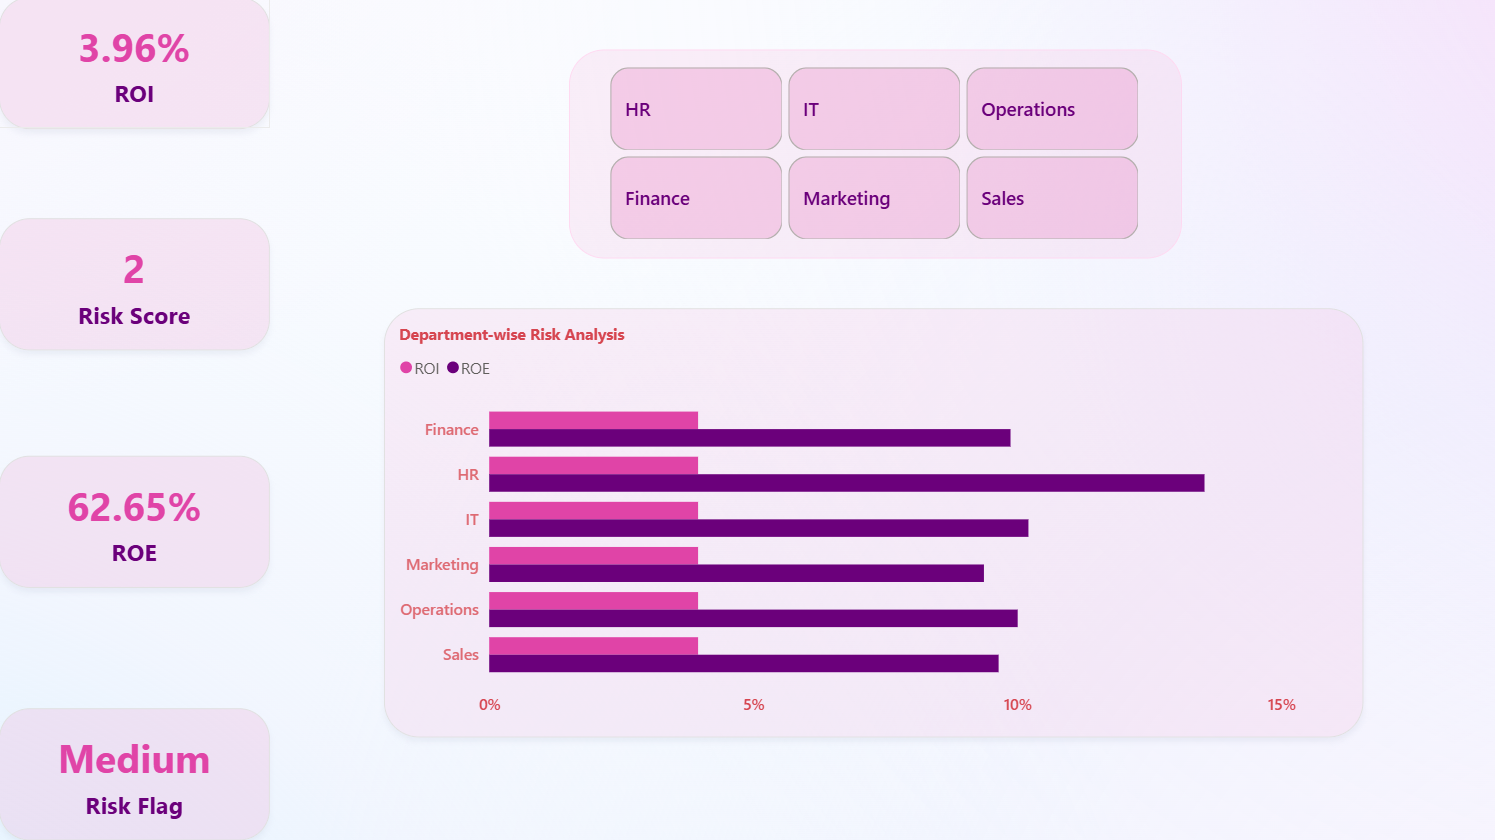 3.96%
ROI
2
Risk Score
62.65%
ROE
Medium
Risk Flag
HR
IT
Operations
Finance
Marketing
Sales
Department-wise Risk Analysis
ROI ROE
Finance
HR
IT
Marketing
Operations
Sales
0% 5% 10% 15%